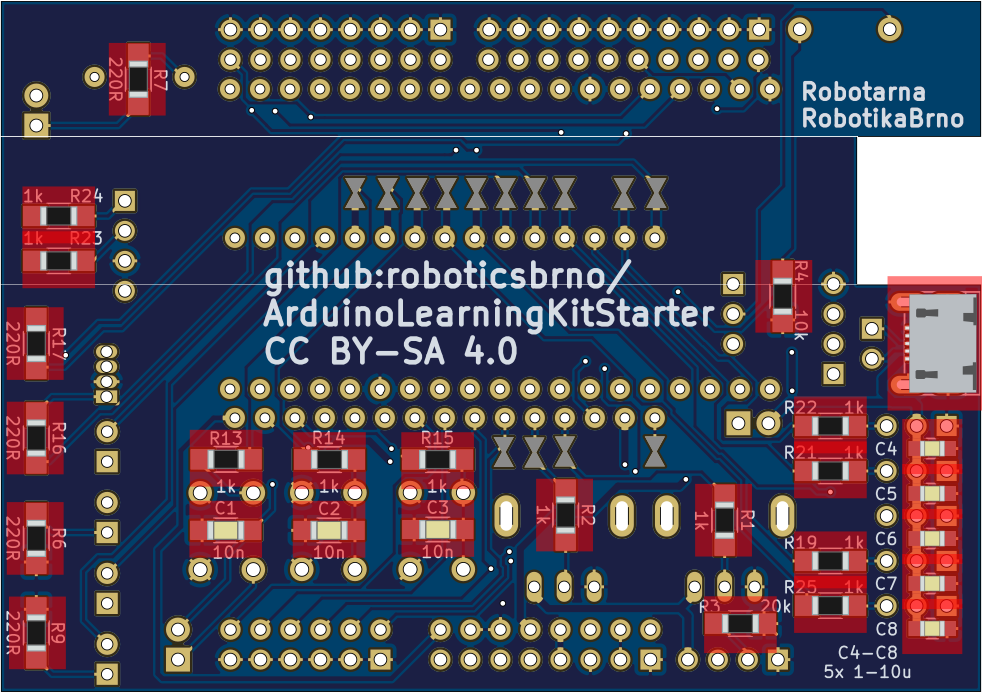 220R R7
Robotarna
RobotikaBrno
1k R24
1k R23
github:roboticsbrno/
ArduinoLearningKitStarter
CC BY-SA 4.0
R4
10k
220R R17
220R R16
220R R6
220R R9
R13 R14 R15
1k 1k 1k
C1 C2 C3
10n 10n 10n
1k R2
1k R1
R3 20k
R22 1k
R21 1k
R19 1k
R25 1k
C4
C5
C6
C7
C8
C4-C8
5x 1-10u